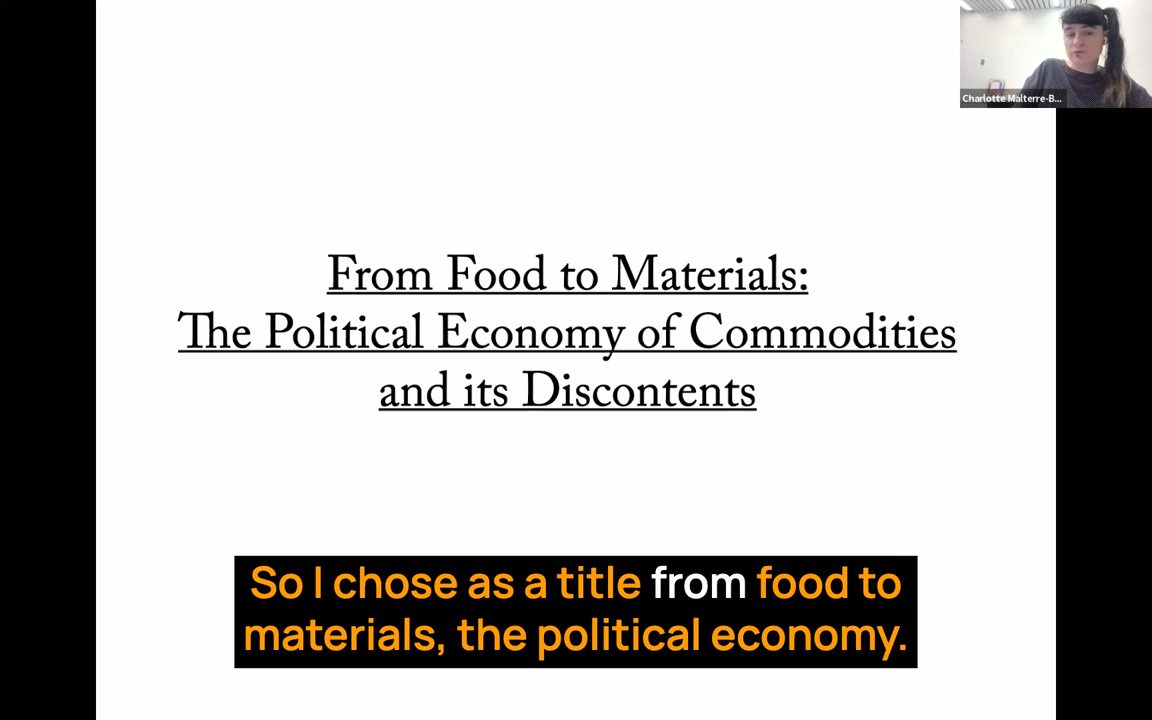 Charlotte Malterre-B...
From Food to Materials:
The Political Economy of Commodities
and its Discontents
So I chose as a title from food to
materials, the political economy.